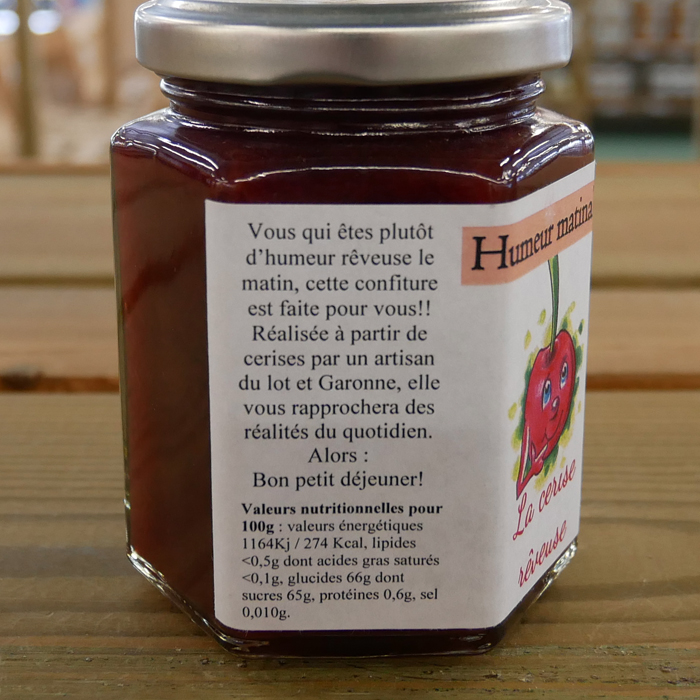 Vous qui êtes plutôt
d'humeur rêveuse le
matin, cette confiture
est faite pour vous!!
Réalisée à partir de
cerises par un artisan
du lot et Garonne, elle
vous rapprochera des
réalités du quotidien.
Alors :
Bon petit déjeuner!
Valeurs nutritionnelles pour
100g : valeurs énergétiques
1164Kj / 274 Kcal, lipides
<0,5g dont acides gras saturés
<0,1g, glucides 66g dont
sucres 65g, protéines 0,6g, sel
0,010g.
Humeur matina
La cerise
rêveuse